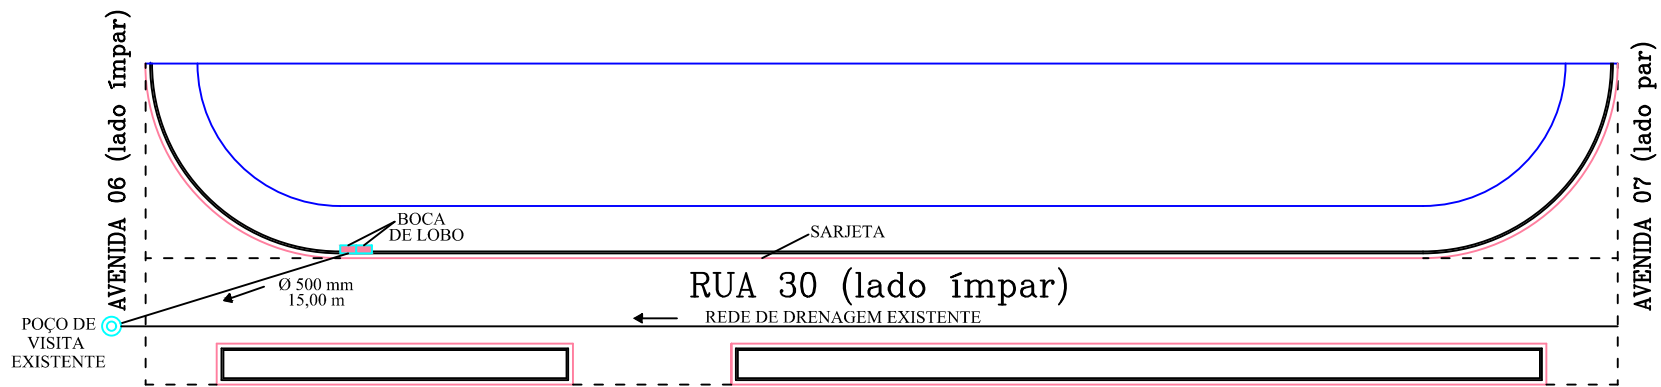 AVENIDA 06 (lado ímpar)
BOCA
DE LOBO
SARJETA
Ø 500 mm
15,00 m
RUA 30 (lado ímpar)
REDE DE DRENAGEM EXISTENTE
POÇO DE
VISITA
EXISTENTE
AVENIDA 07 (lado par)